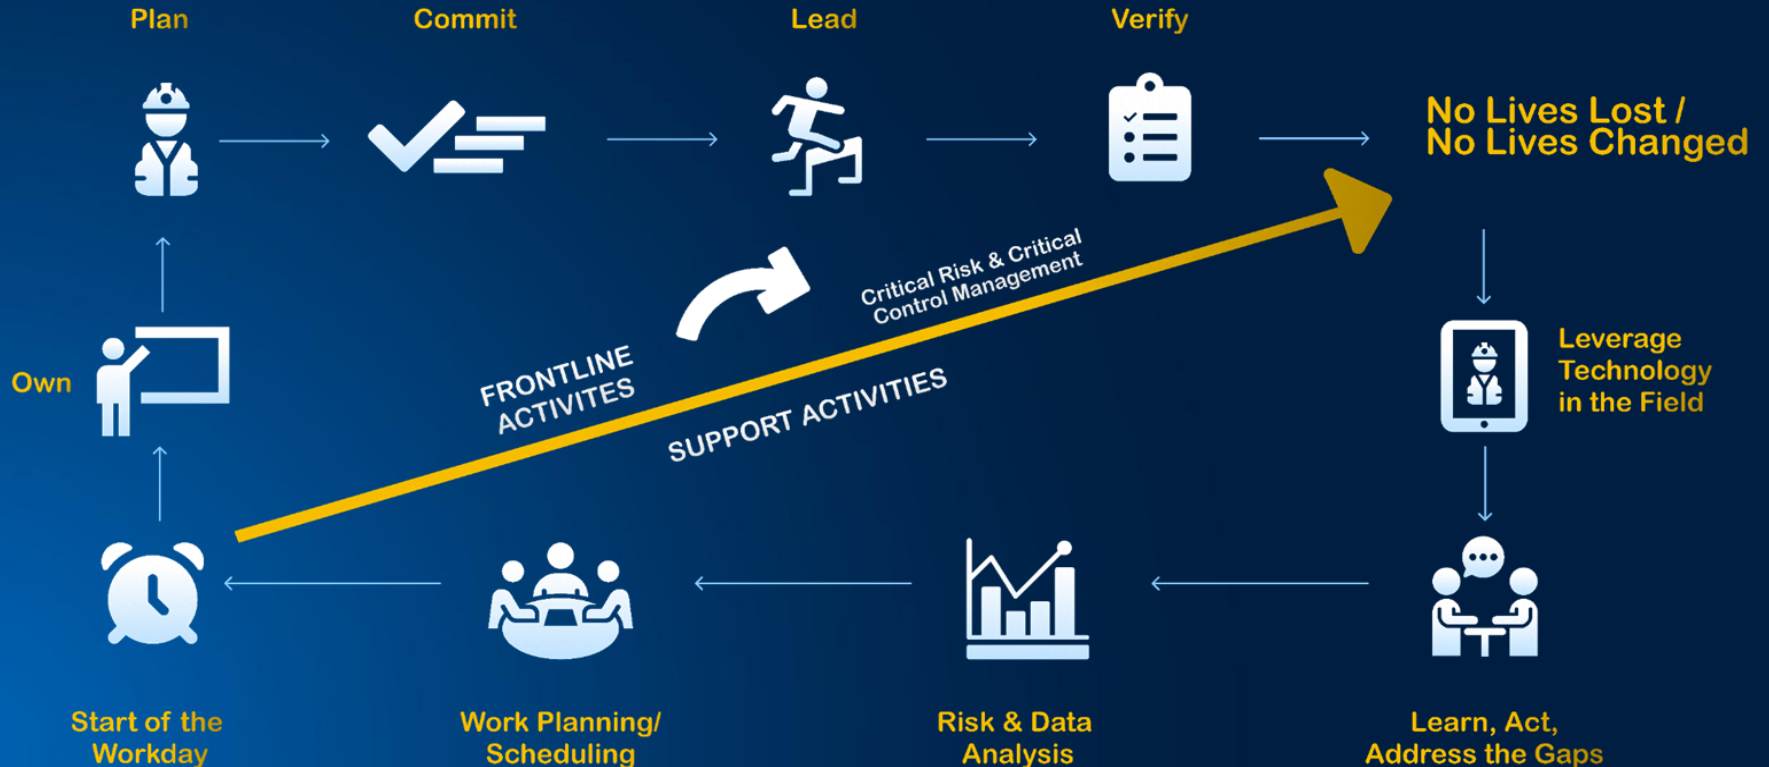 Plan
Commit
Lead
Verify
No Lives Lost /
No Lives Changed
Critical Risk & Critical
Control Management
FRONTLINE
ACTIVITES
SUPPORT ACTIVITIES
Own
Leverage
Technology
in the Field
Start of the
Workday
Work Planning/
Scheduling
Risk & Data
Analysis
Learn, Act,
Address the Gaps